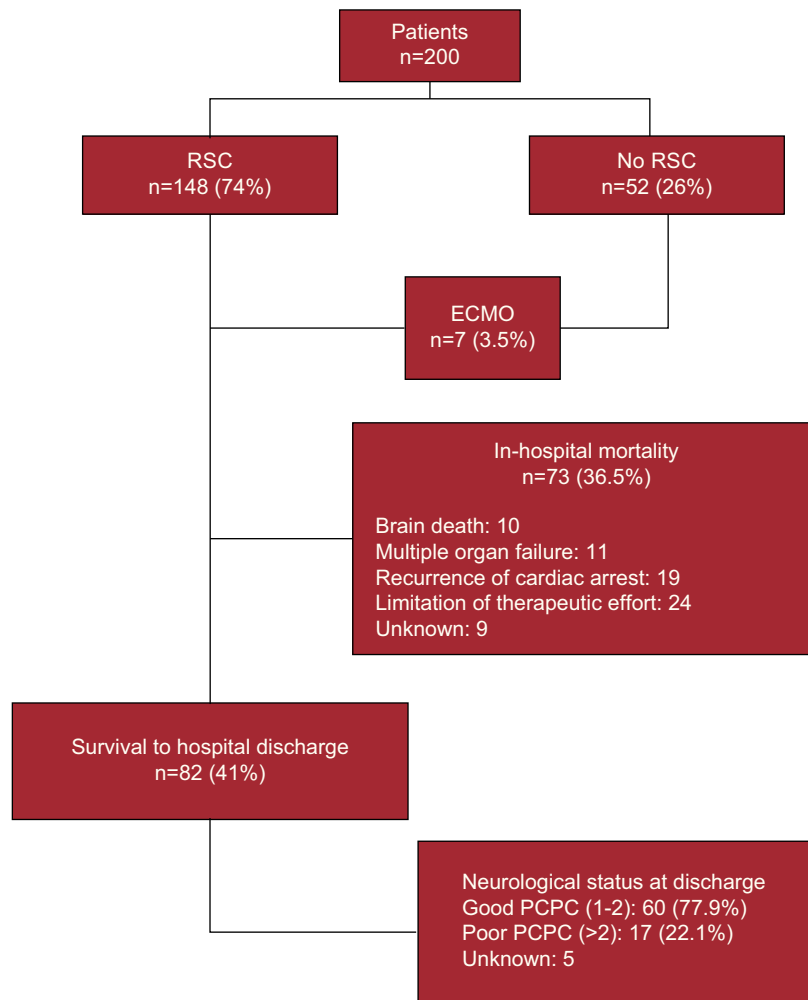 Patients
n=200
RSC
n=148 (74%)
No RSC
n=52 (26%)
ECMO
n=7 (3.5%)
In-hospital mortality
n=73 (36.5%)
Brain death: 10
Multiple organ failure: 11
Recurrence of cardiac arrest: 19
Limitation of therapeutic effort: 24
Unknown: 9
Survival to hospital discharge
n=82 (41%)
Neurological status at discharge
Good PCPC (1-2): 60 (77.9%)
Poor PCPC (>2): 17 (22.1%)
Unknown: 5